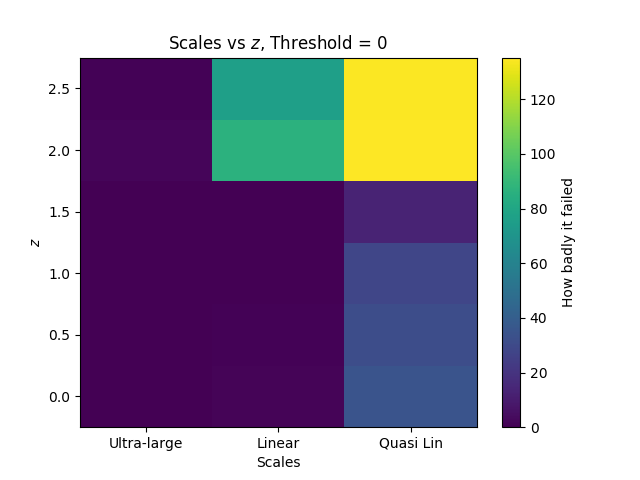 Scales vs z, Threshold = 0
2.5
2.0
1.5
1.0
0.5
0.0
z
Ultra-large
Linear
Quasi Lin
Scales
120
100
80
60
40
20
0
How badly it failed